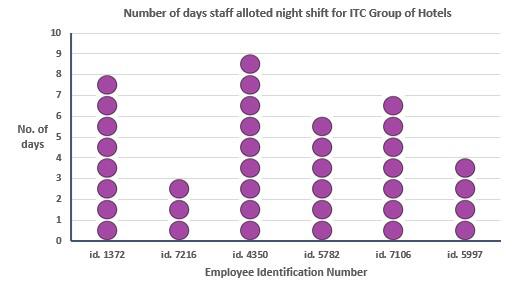 Number of days staff alloted night shift for ITC Group of Hotels
10
9
8
7
6
5
4
3
2
1
0
No. of
days
id. 1372 id. 7216 id. 4350 id. 5782 id. 7106 id. 5997
Employee Identification Number